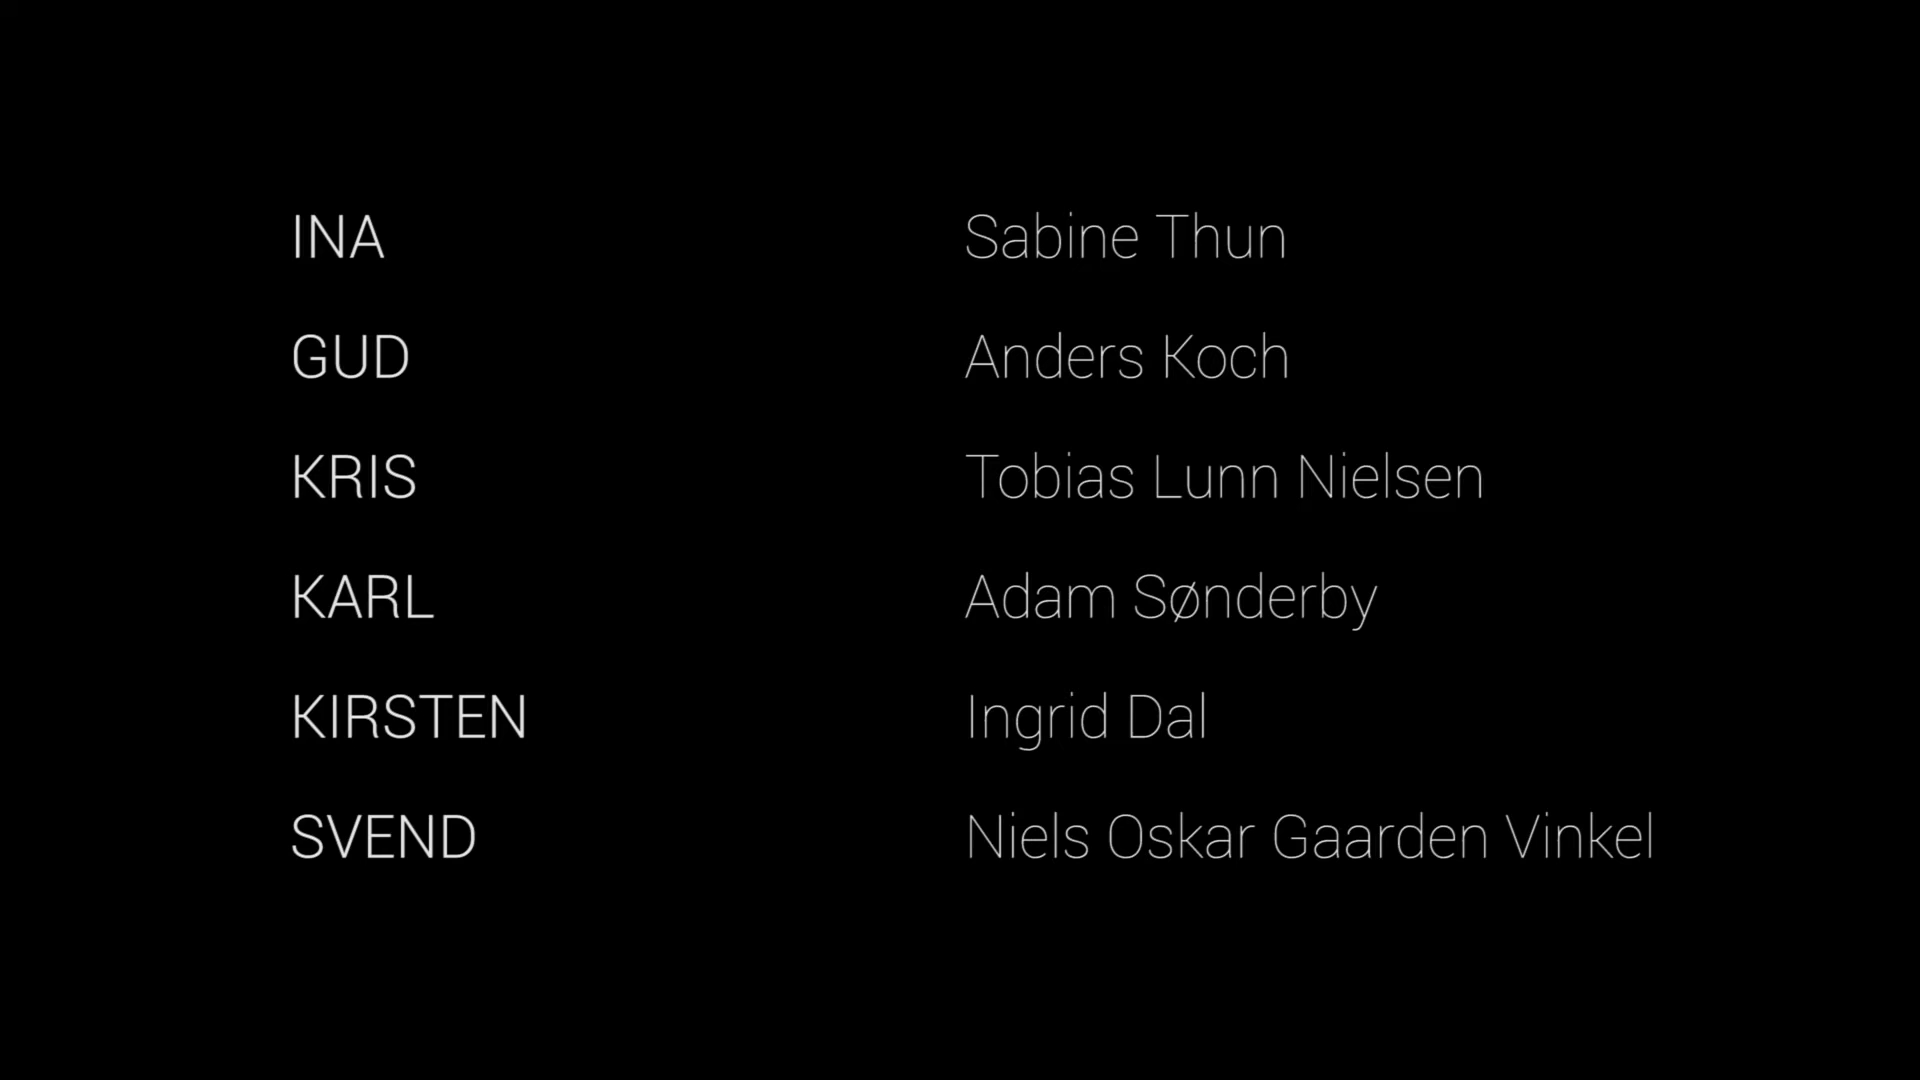 INA Sabine Thun
GUD Anders Koch
KRIS Tobias Lunn Nielsen
KARL Adam Sønderby
KIRSTEN Ingrid Dal
SVEND Niels Oskar Gaarden Vinkel